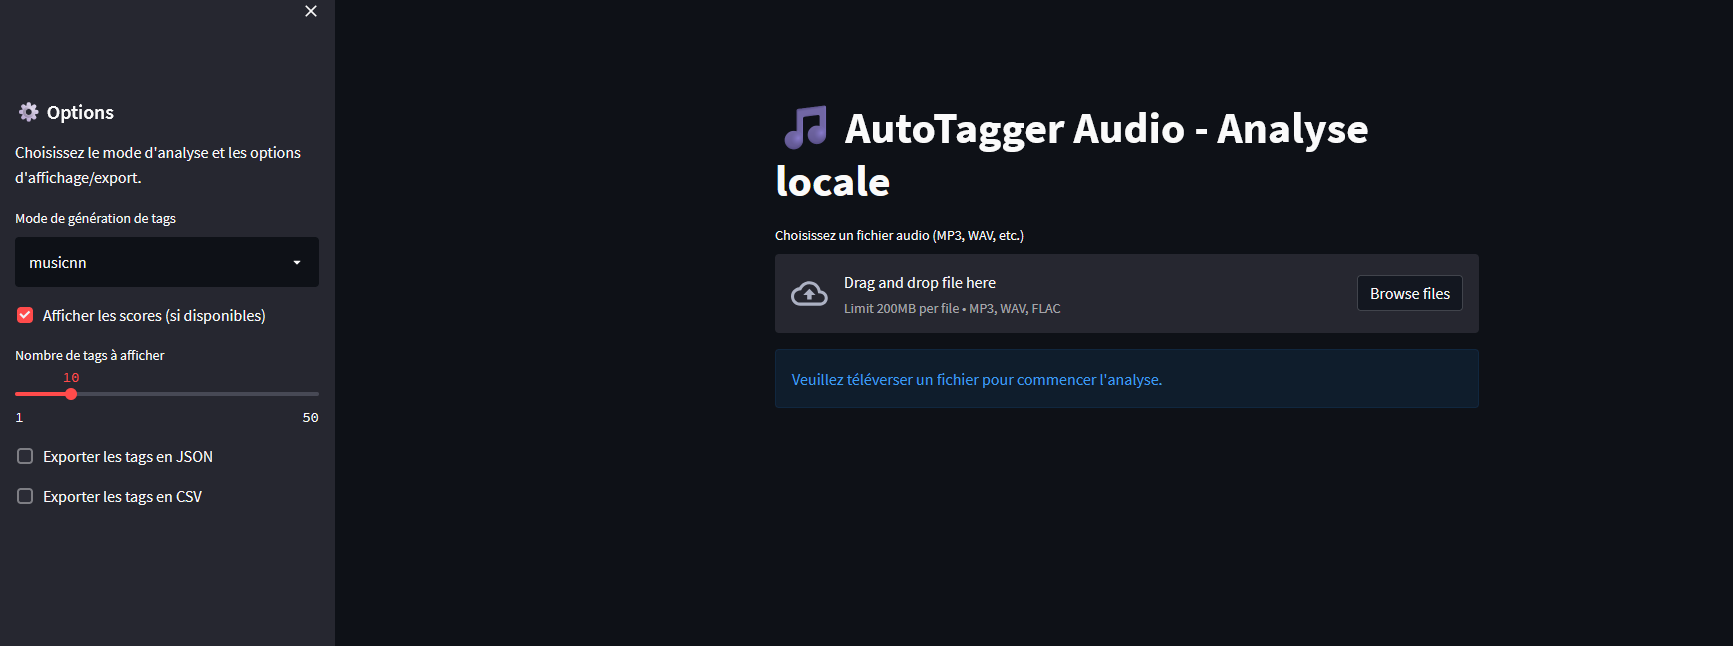 Options
Choisissez le mode d'analyse et les options
d'affichage/export.
Mode de génération de tags
musicnn
Afficher les scores (si disponibles)
Nombre de tags à afficher
10
1 50
Exporter les tags en JSON
Exporter les tags en CSV
AutoTagger Audio - Analyse
locale
Choisissez un fichier audio (MP3, WAV, etc.)
Drag and drop file here
Limit 200MB per file • MP3, WAV, FLAC
Browse files
Veuillez téléverser un fichier pour commencer l'analyse.